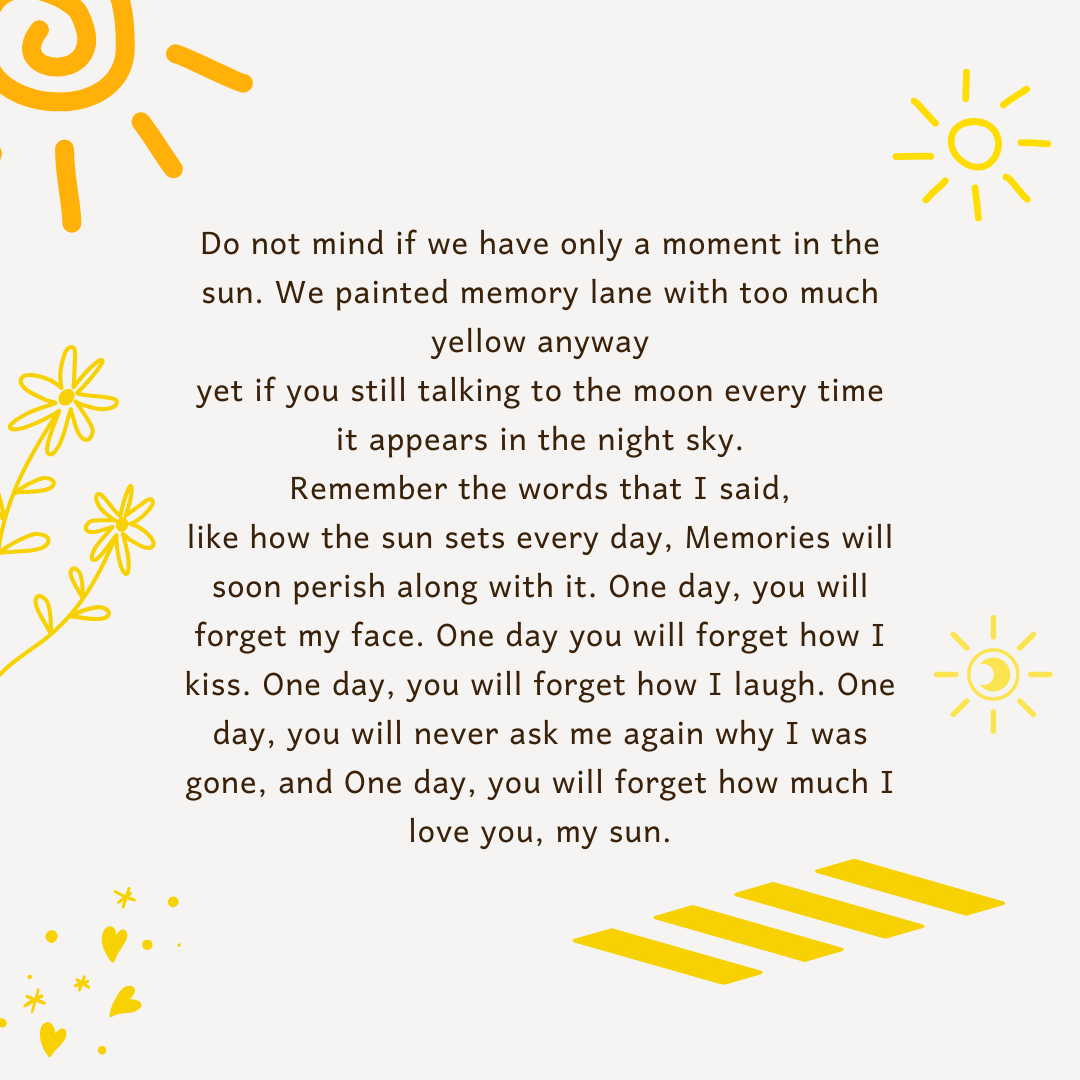 Do not mind if we have only a moment in the
sun. We painted memory lane with too much
yellow anyway
yet if you still talking to the moon every time
it appears in the night sky.
Remember the words that I said,
like how the sun sets every day, Memories will
soon perish along with it. One day, you will
forget my face. One day you will forget how I
kiss. One day, you will forget how I laugh. One
day, you will never ask me again why I was
gone, and One day, you will forget how much I
love you, my sun.